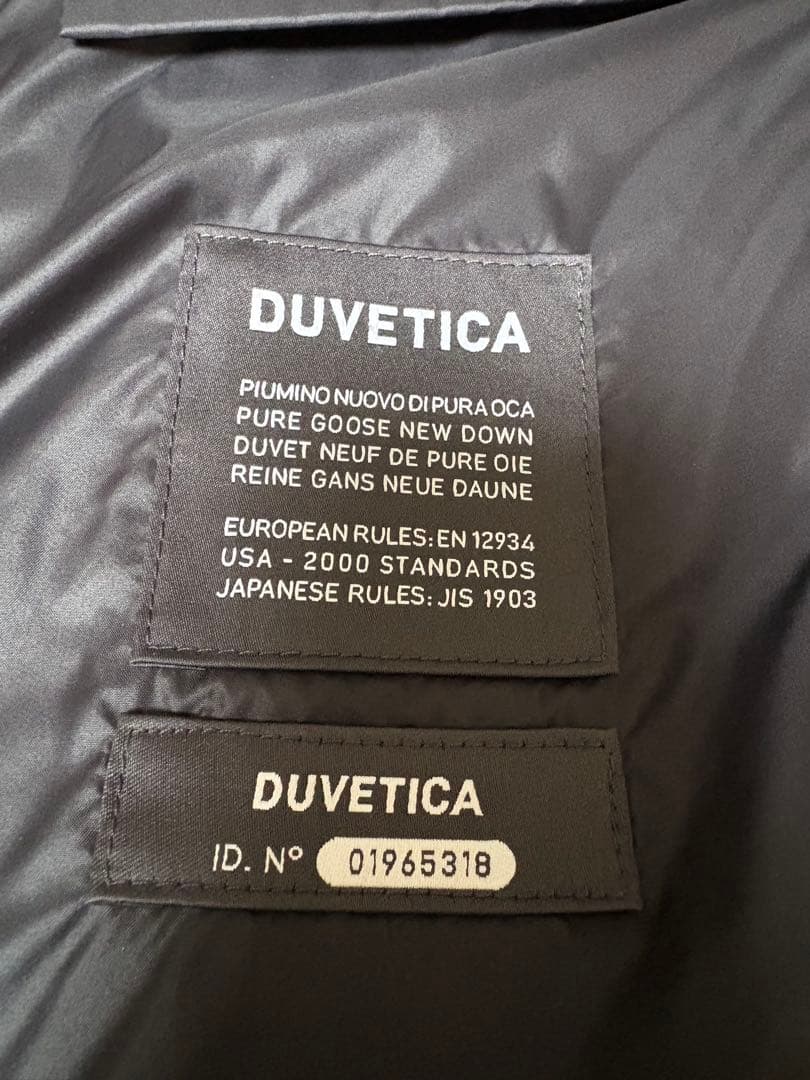 DUVETICA
PIUMINO NUOVO DI PURA OCA
PURE GOOSE NEW DOWN
DUVET NEUF DE PURE OIE
REINE GANS NEUE DAUNE
EUROPEAN RULES: EN 12934
USA - 2000 STANDARDS
JAPANESE RULES: JIS 1903
DUVETICA
ID. Nº 01965318